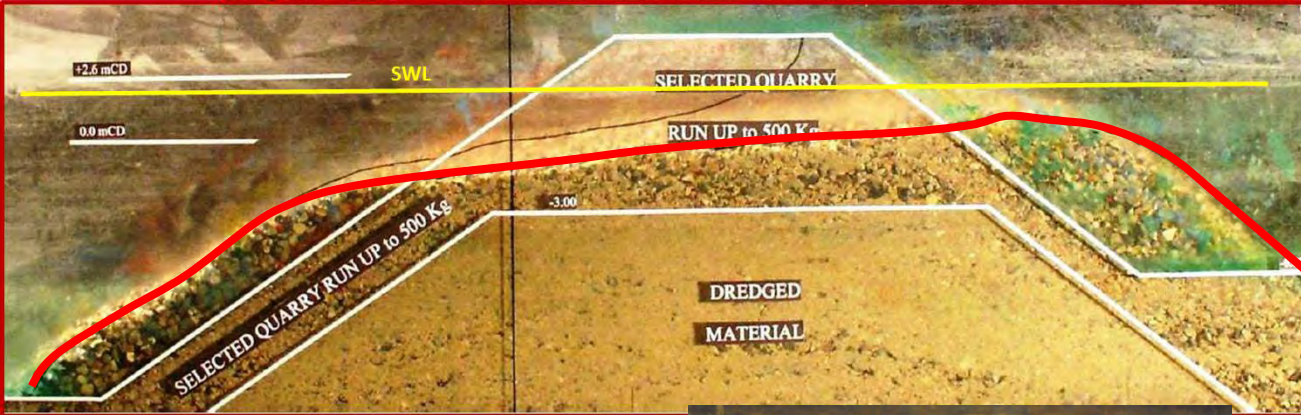 +2.6 mCD
SWL
SELECTED QUARRY
0.0 mCD
RUN UP to 500 Kg
-3.00
SELECTED QUARRY RUN UP to 500 Kg
DREDGED
MATERIAL